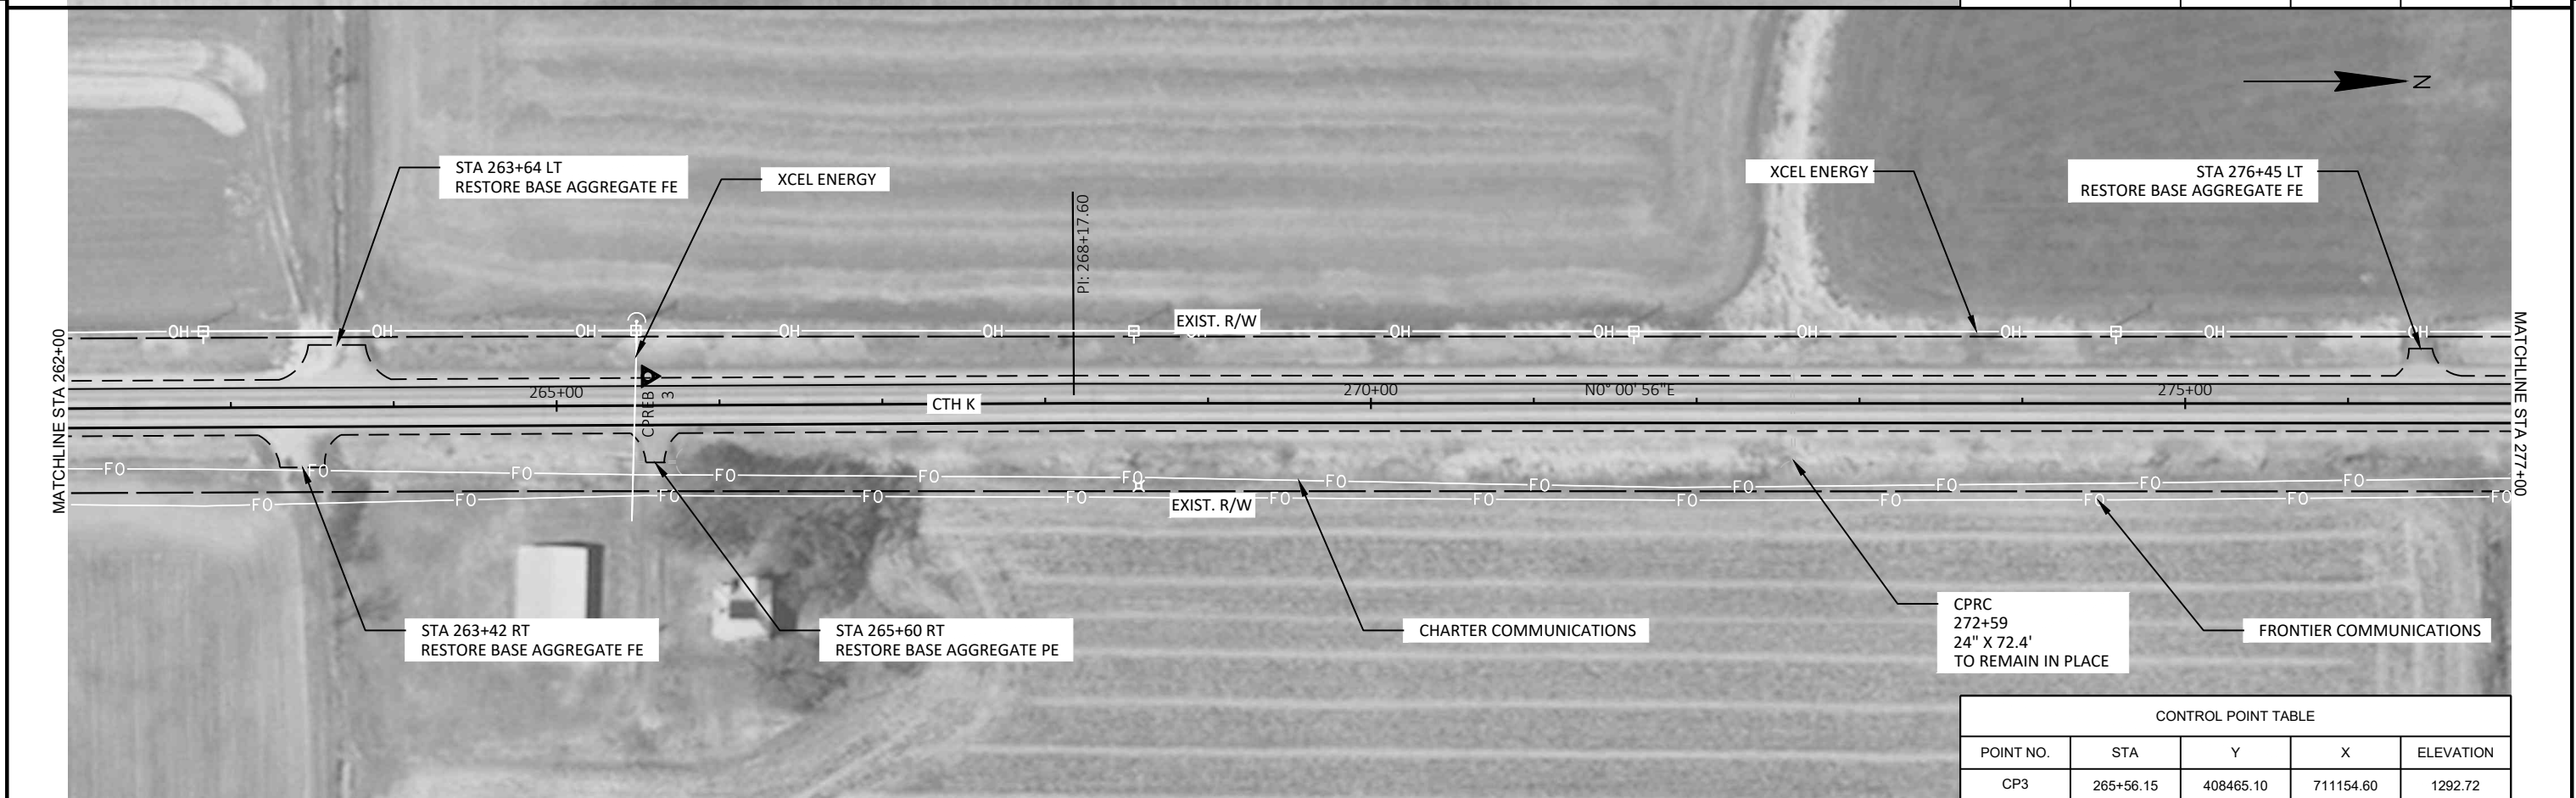 N
STA 263+64 LT
RESTORE BASE AGGREGATE FE
XCEL ENERGY
PI: 268+17.60
XCEL ENERGY
STA 276+45 LT
RESTORE BASE AGGREGATE FE
MATCHLINE STA 262+00
OH OH OH OH OH OH OH OH OH OH OH OH
EXIST. R/W
265+00
CPREB
3
CTH K
270+00
N0° 00' 56"E
275+00
MATCHLINE STA 277+00
FO FO FO FO FO FO FO FO FO FO FO FO
FO FO FO FO FO FO FO FO FO FO FO FO
EXIST. R/W
STA 263+42 RT
RESTORE BASE AGGREGATE FE
STA 265+60 RT
RESTORE BASE AGGREGATE PE
CHARTER COMMUNICATIONS
CPRC
272+59
24" X 72.4'
TO REMAIN IN PLACE
FRONTIER COMMUNICATIONS
CONTROL POINT TABLE
POINT NO. STA Y X ELEVATION
CP3 265+56.15 408465.10 711154.60 1292.72